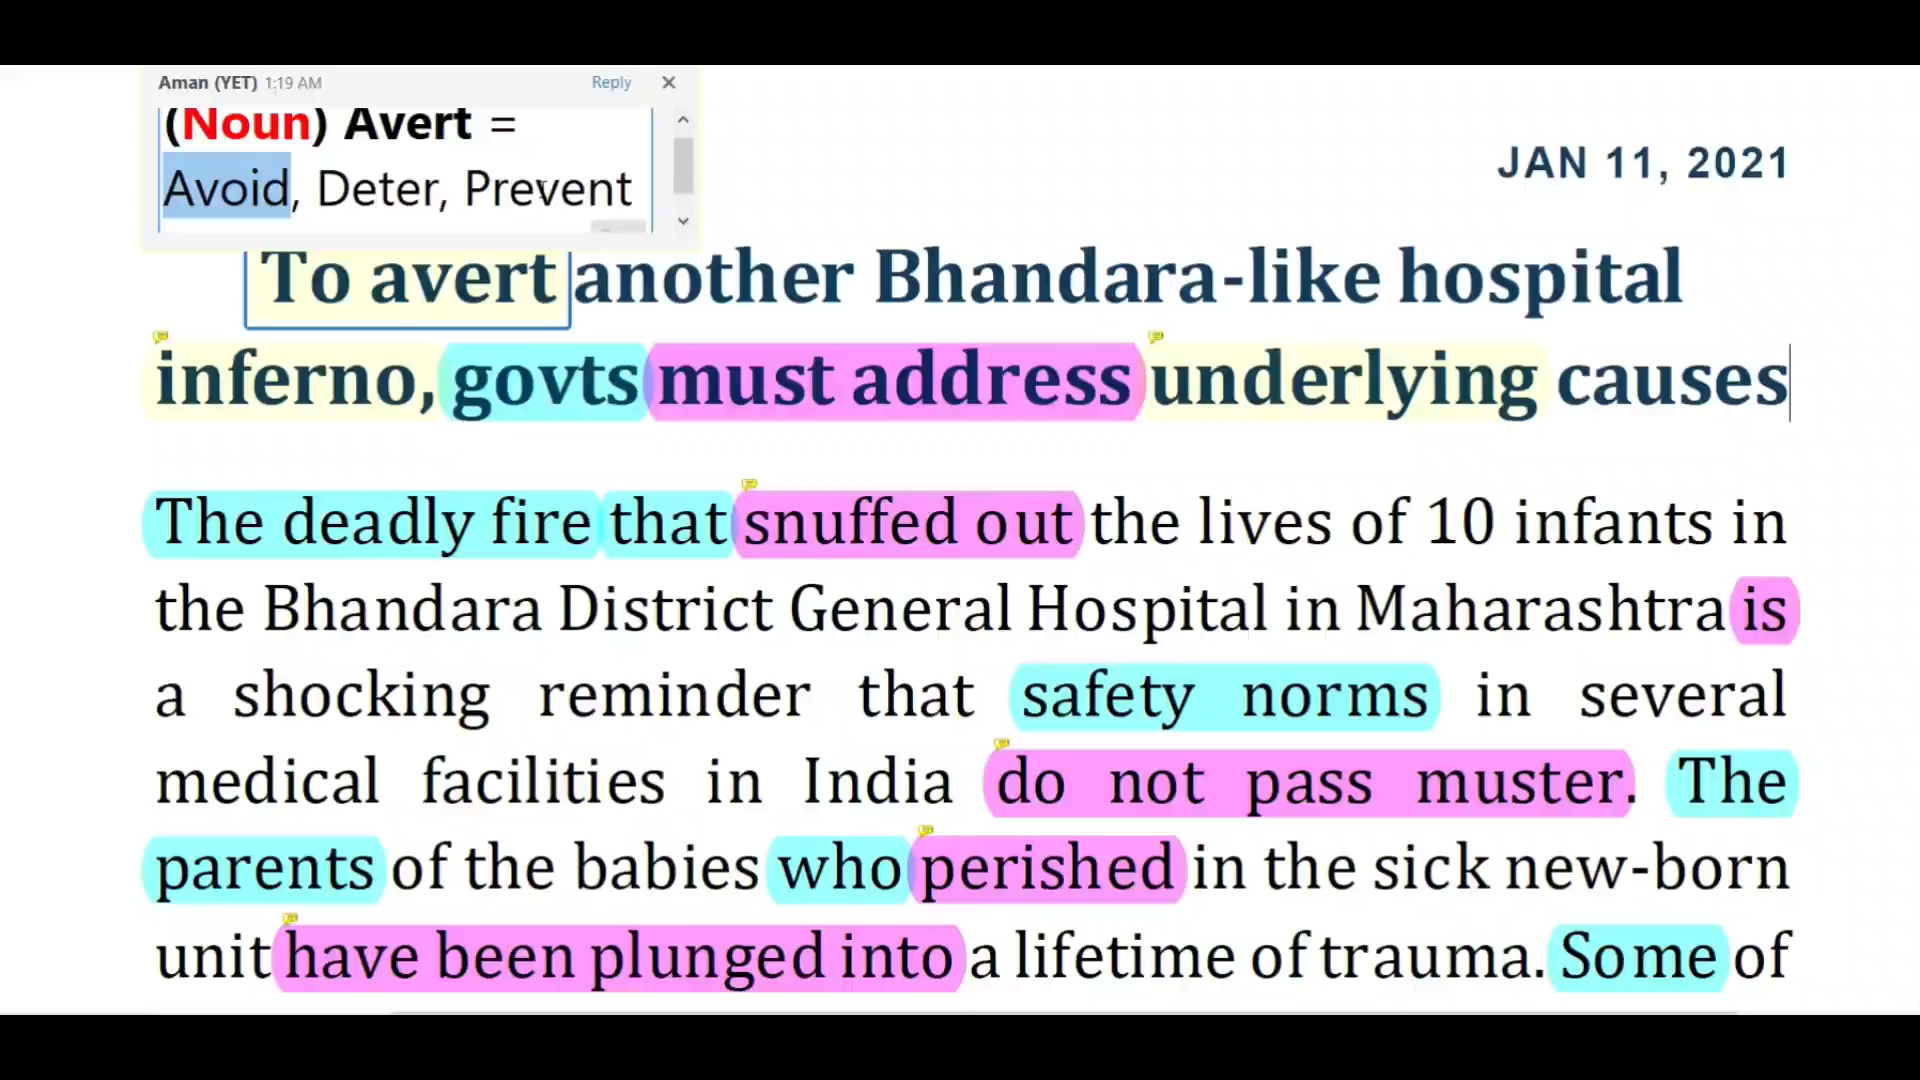 Aman (YET) 1:19 AM Reply
(Noun) Avert =
Avoid, Deter, Prevent
JAN 11, 2021
To avert another Bhandara-like hospital
inferno, govts must address underlying causes
The deadly fire that snuffed out the lives of 10 infants in
the Bhandara District General Hospital in Maharashtra is
a shocking reminder that safety norms in several
medical facilities in India do not pass muster. The
parents of the babies who perished in the sick new-born
unit have been plunged into a lifetime of trauma. Some of